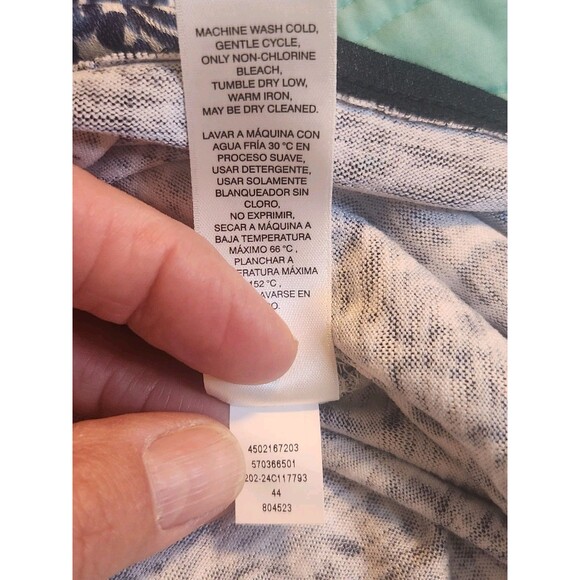 MACHINE WASH COLD,
GENTLE CYCLE,
ONLY NON-CHLORINE
BLEACH,
TUMBLE DRY LOW,
WARM IRON,
MAY BE DRY CLEANED.
LAVAR A MÁQUINA CON
AGUA FRÍA 30 °C EN
PROCESO SUAVE,
USAR DETERGENTE,
USAR SOLAMENTE
BLANQUEADOR SIN
CLORO,
NO EXPRIMIR,
SECAR A MÁQUINA A
BAJA TEMPERATURA
MÁXIMO 66 °C ,
PLANCHAR A
ERATURA MÁXIMA
152 °C ,
AVARSE EN
O.
4502167203
570366501
202-24C117793
44
804523